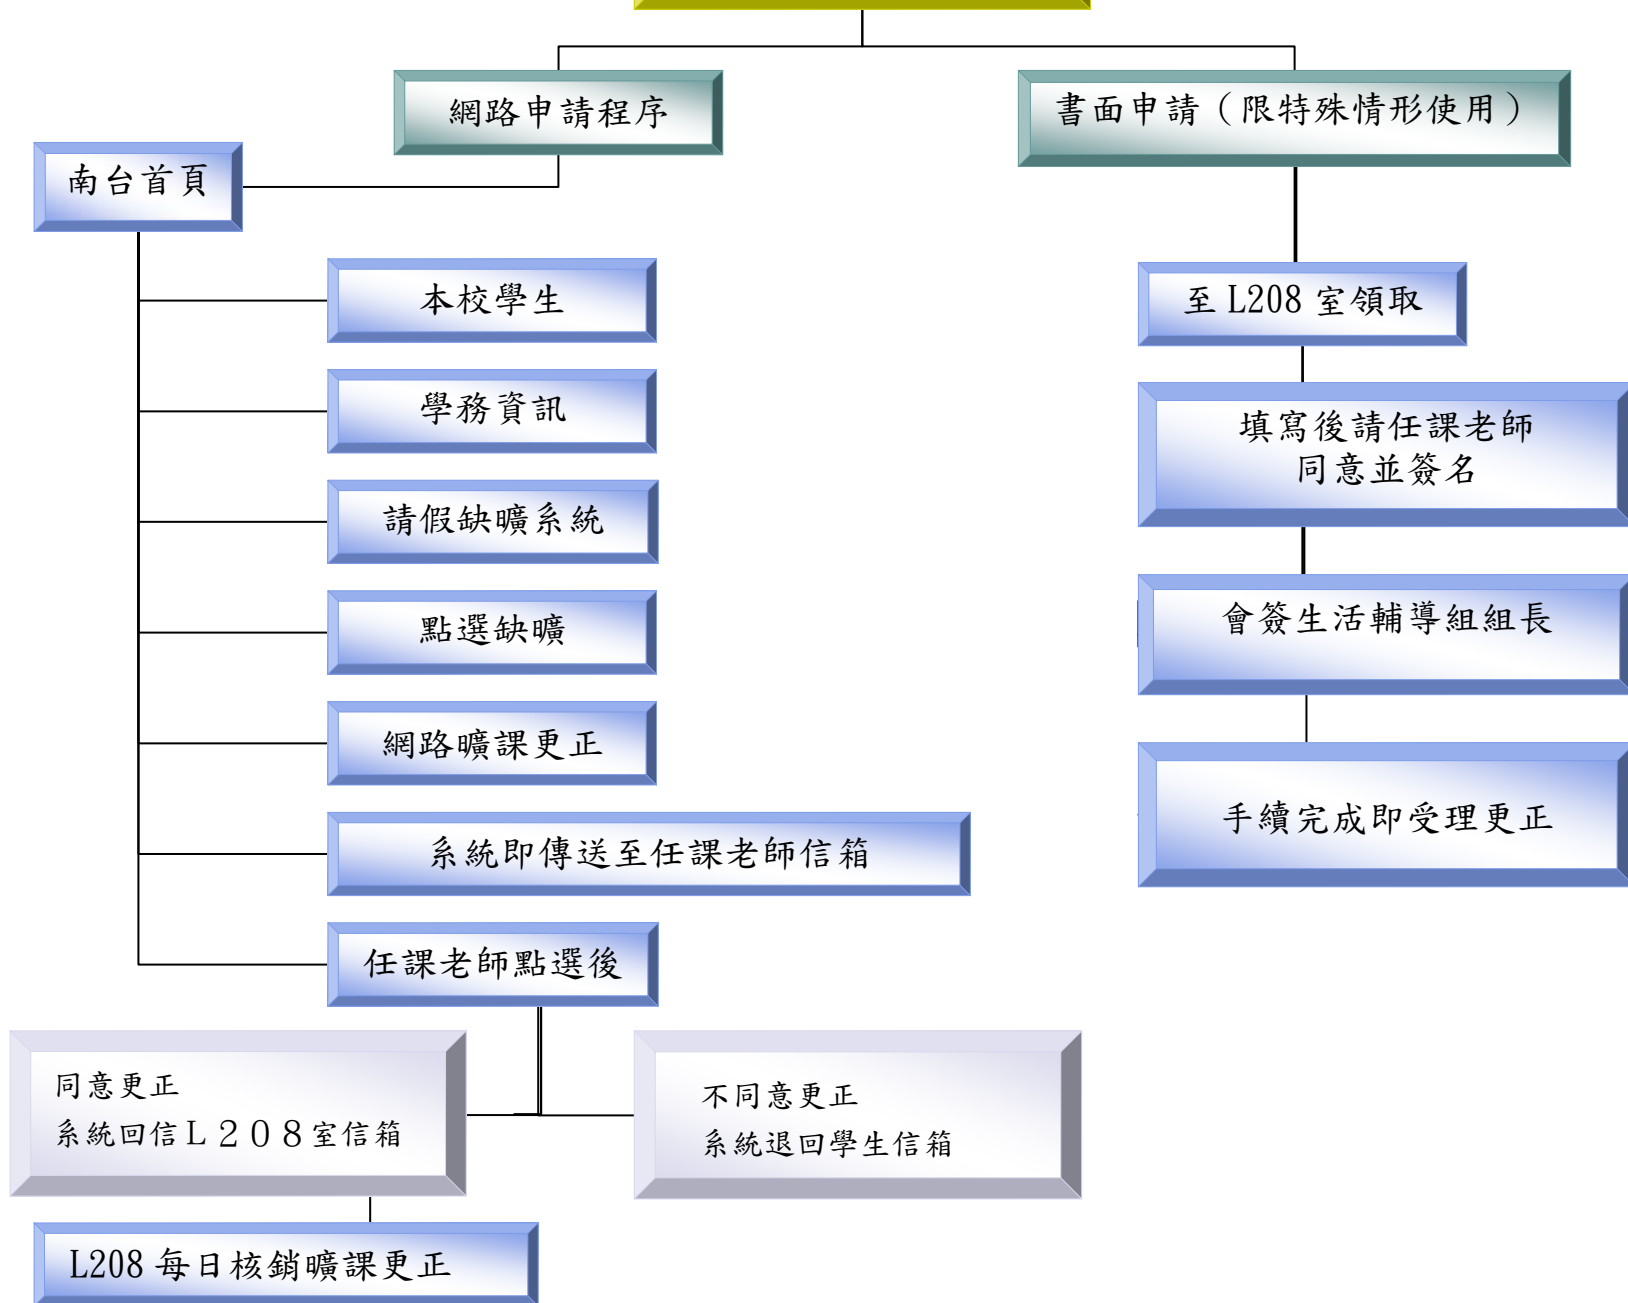 網路申請程序
書面申請（限特殊情形使用）
南台首頁
本校學生
學務資訊
請假缺曠系統
點選缺曠
網路曠課更正
系統即傳送至任課老師信箱
任課老師點選後
同意更正
系統回信Ｌ２０８室信箱
不同意更正
系統退回學生信箱
L208 每日核銷曠課更正
至 L208 室領取
填寫後請任課老師
同意並簽名
會簽生活輔導組組長
手續完成即受理更正